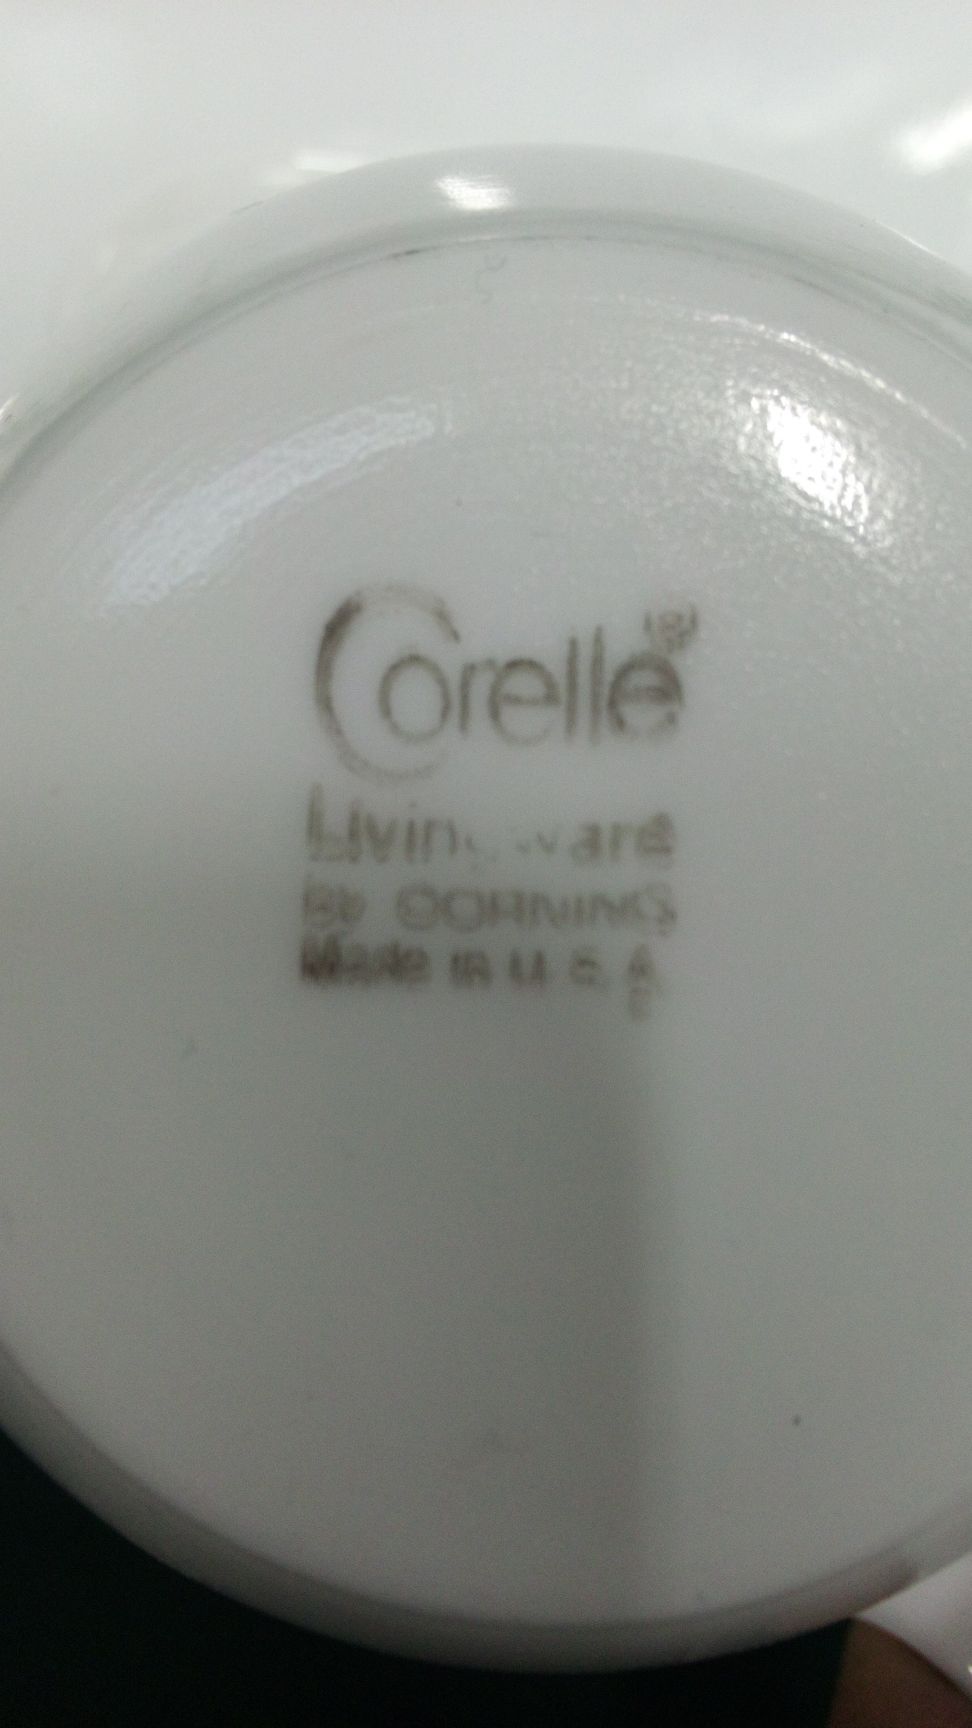 Corelle®
Livingware
By CORNING
Made in U.S.A.